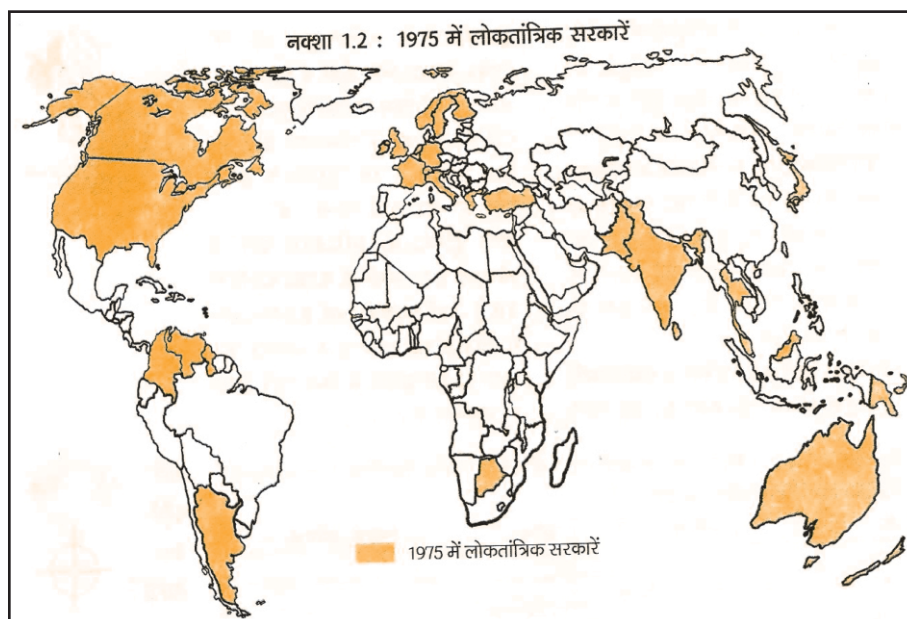 नक्शा 1.2 : 1975 में लोकतांत्रिक सरकारें
1975 में लोकतांत्रिक सरकारें